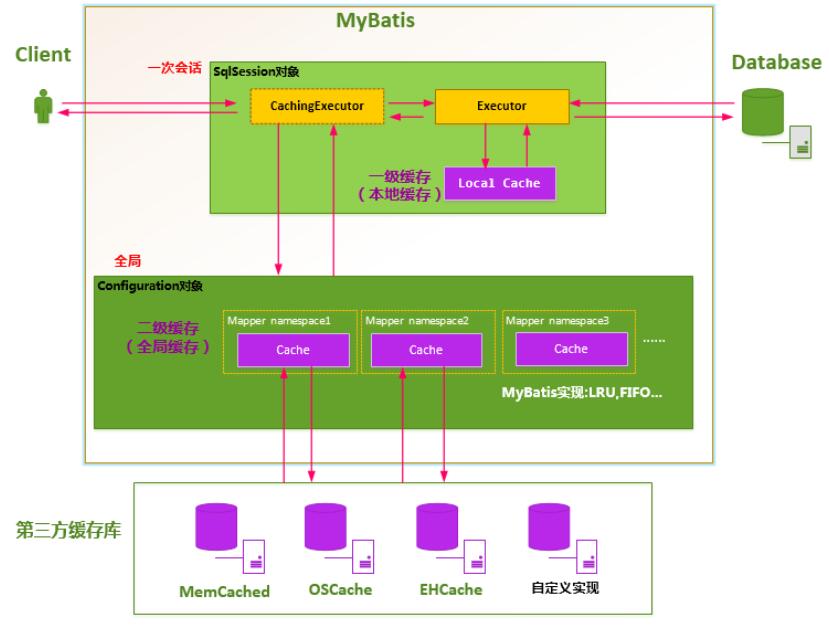 MyBatis
Client
一次会话
SqlSession对象
Database
CachingExecutor
Executor
一级缓存
（本地缓存）
Local Cache
全局
Configuration对象
二级缓存
（全局缓存）
Mapper namespace1
Mapper namespace2
Mapper namespace3
Cache
Cache
Cache
......
MyBatis实现:LRU,FIFO...
第三方缓存库
MemCached
OSCache
EHCache
自定义实现